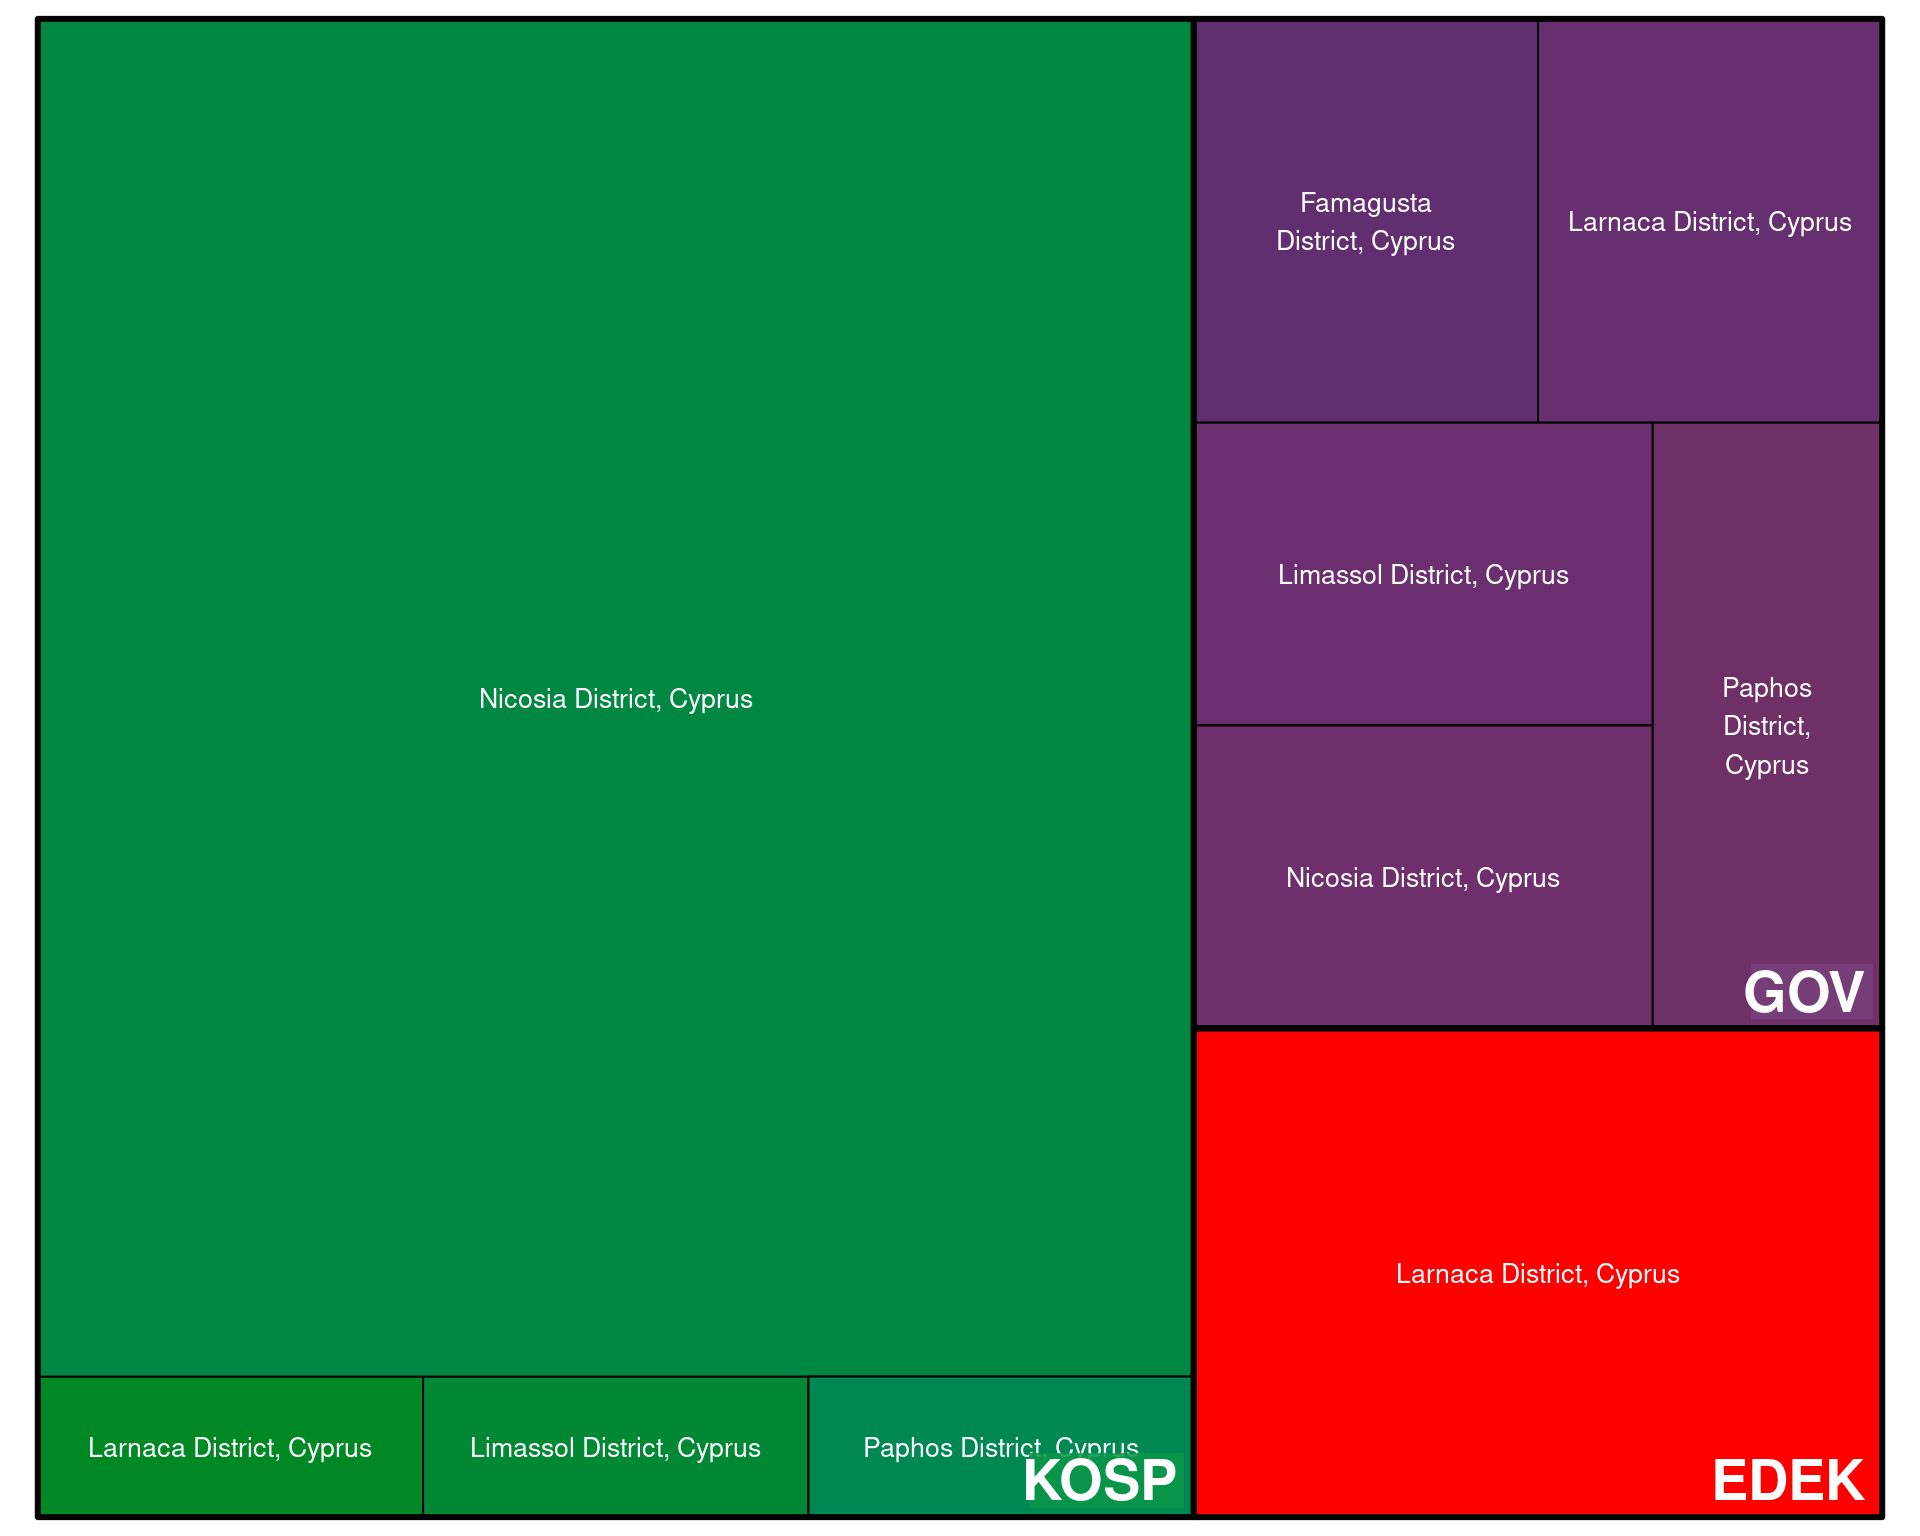 Nicosia District, Cyprus
Larnaca District, Cyprus
Limassol District, Cyprus
Paphos District, Cyprus
KOSP
Famagusta
District, Cyprus
Larnaca District, Cyprus
Limassol District, Cyprus
Nicosia District, Cyprus
Paphos
District,
Cyprus
GOV
Larnaca District, Cyprus
EDEK